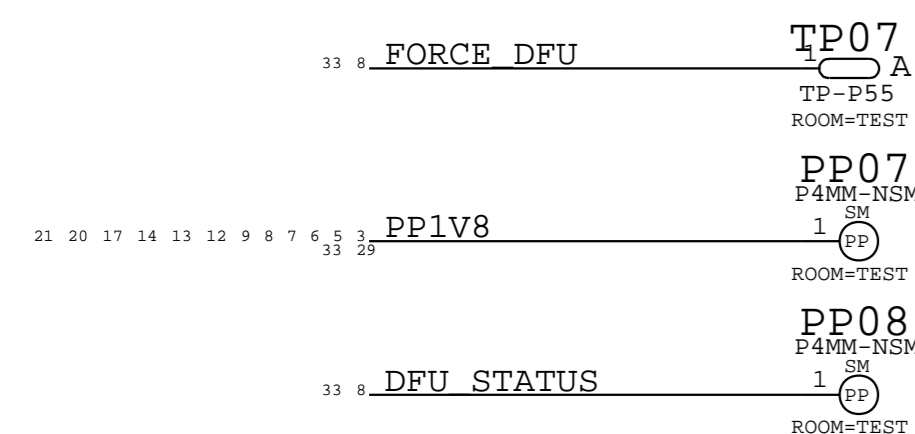 TP07
33 8 FORCE_DFU 1 A
TP-P55
ROOM=TEST
PP07
P4MM-NSM
SM
21 20 17 14 13 12 9 8 7 6 5 3 PP1V8 1 PP
33 29
ROOM=TEST
PP08
P4MM-NSM
SM
33 8 DFU_STATUS 1 PP
ROOM=TEST